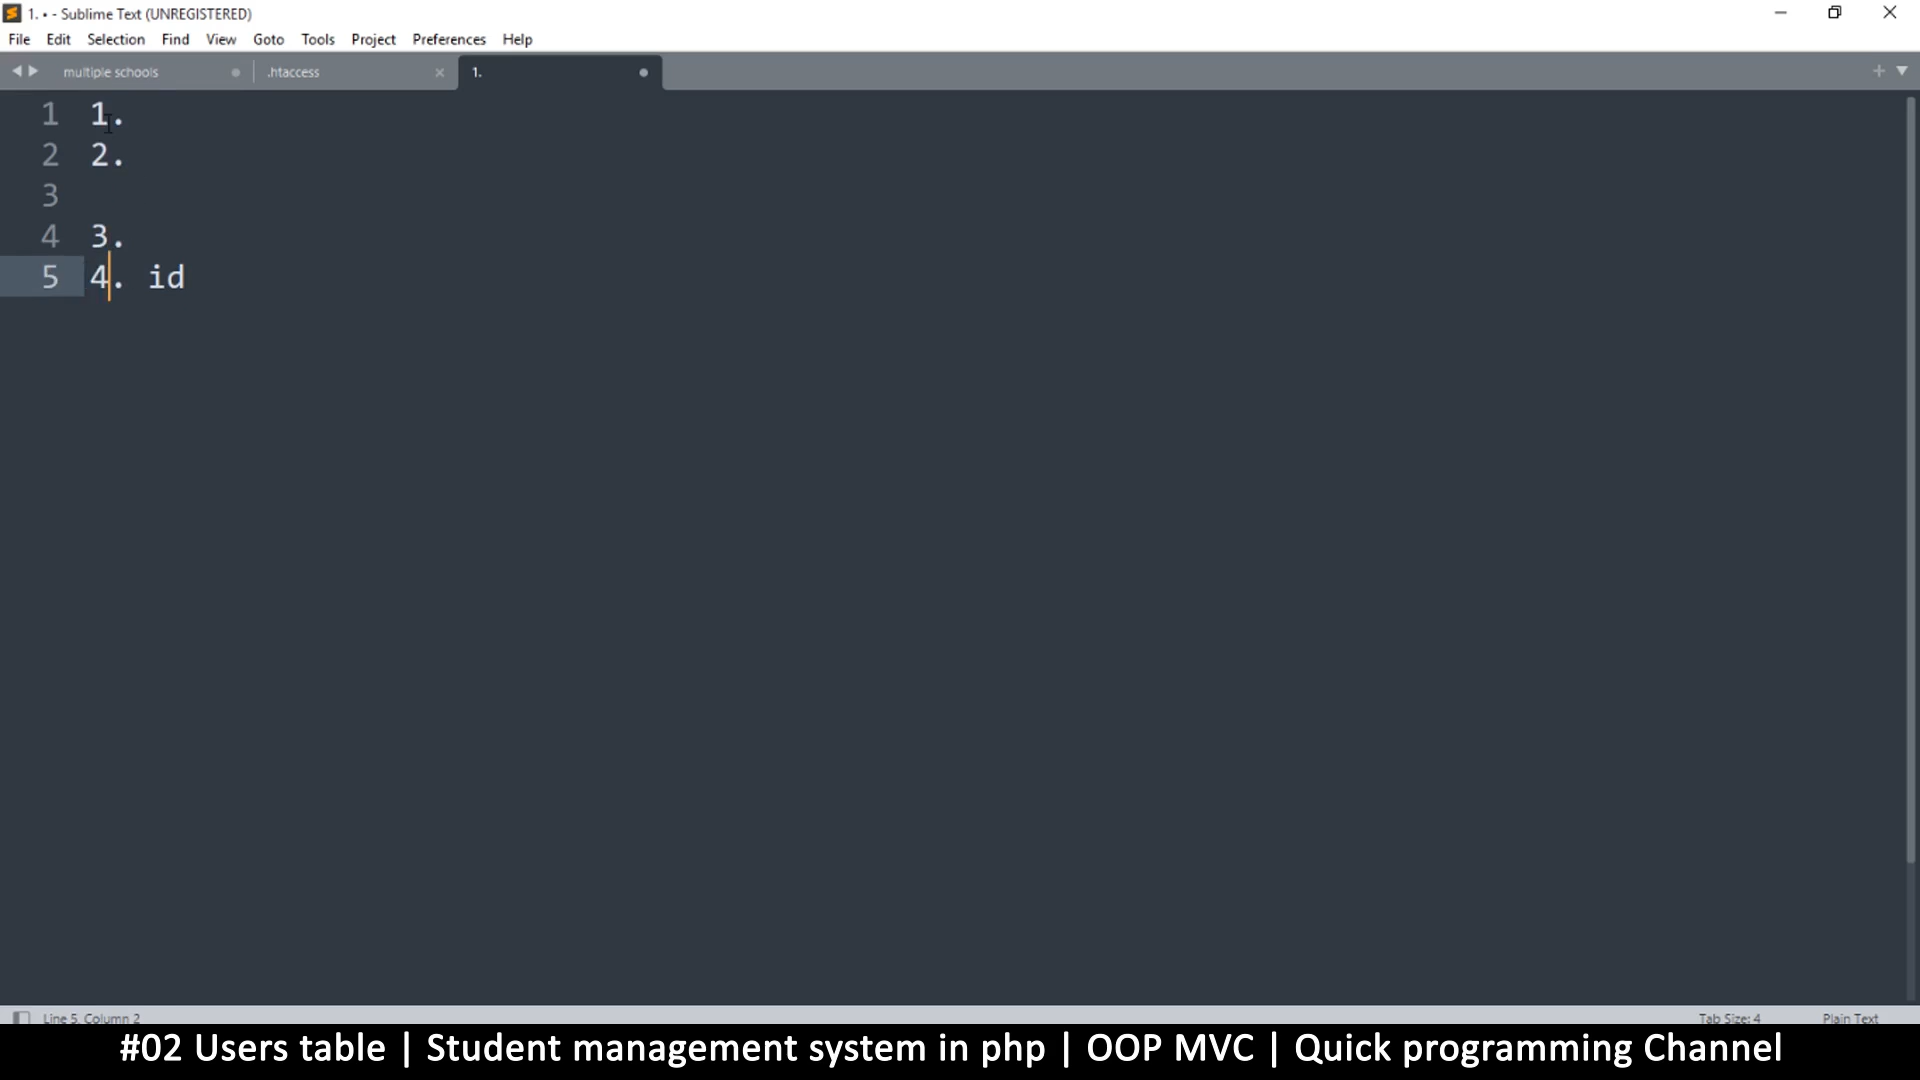 1. • - Sublime Text (UNREGISTERED)
File Edit Selection Find View Goto Tools Project Preferences Help
multiple schools .htaccess 1.
1 1.
2 2.
3
4 3.
5 4. id
Line 5, Column 2 Tab Size: 4 Plain Text
#02 Users table | Student management system in php | OOP MVC | Quick programming Channel